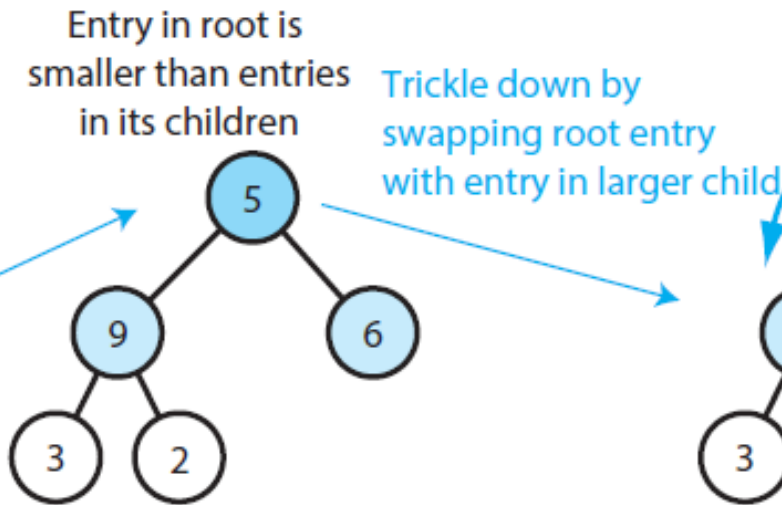 Entry in root is
smaller than entries
in its children
Trickle down by
swapping root entry
with entry in larger child
5
9
6
3
2
3